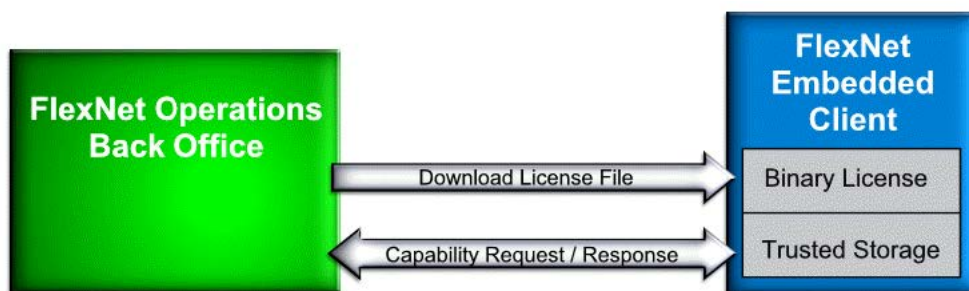 FlexNet Operations
Back Office
FlexNet
Embedded
Client
Download License File
Binary License
Capability Request / Response
Trusted Storage